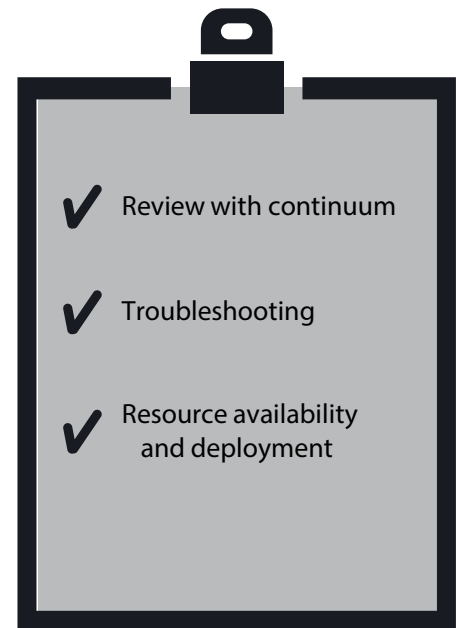 Review with continuum
Troubleshooting
Resource availability
and deployment